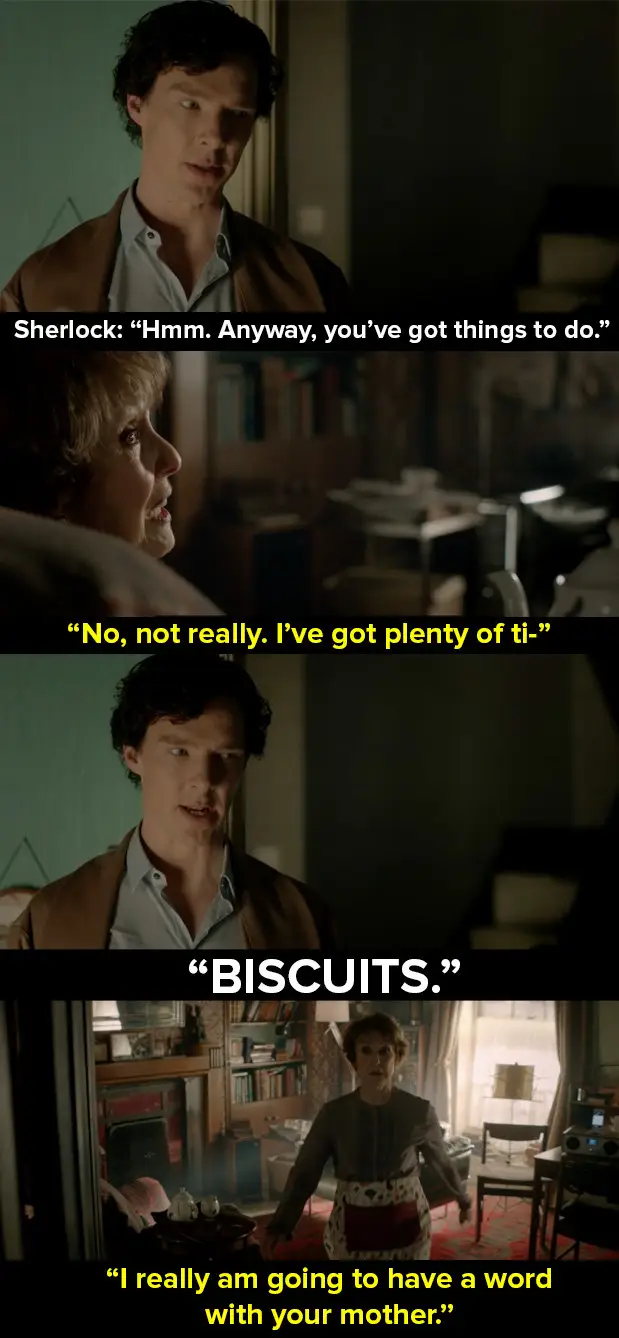 Sherlock: “Hmm. Anyway, you’ve got things to do.”
“No, not really. I’ve got plenty of ti-”
“BISCUITS.”
“I really am going to have a word
with your mother.”